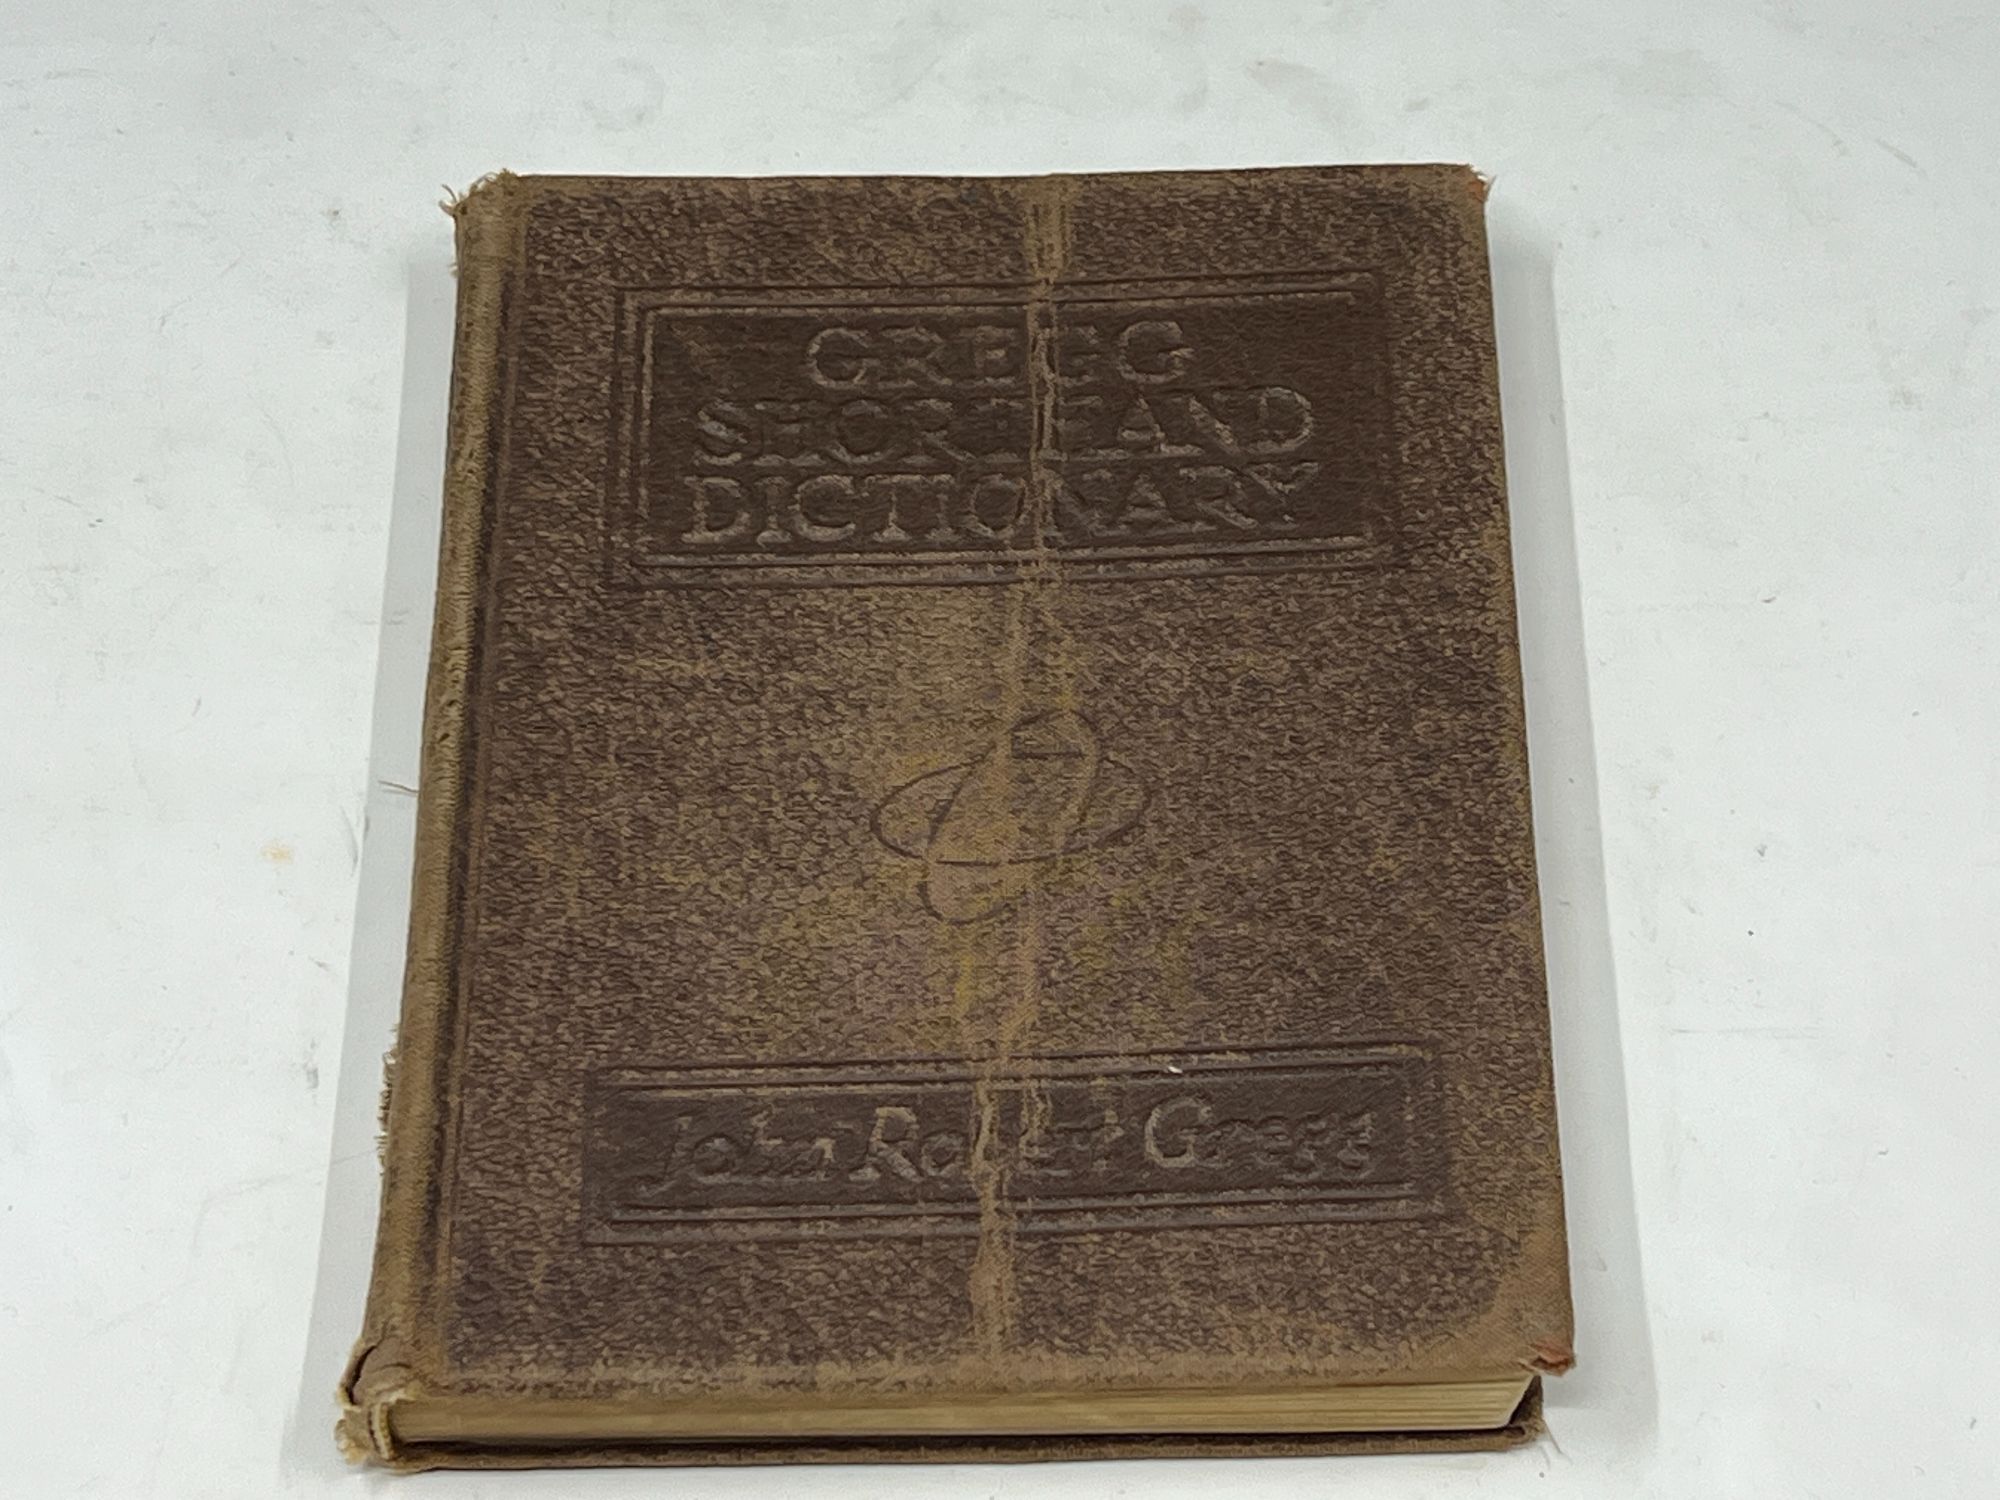 GREGG
SHORTHAND
DICTIONARY
John Robert Gregg